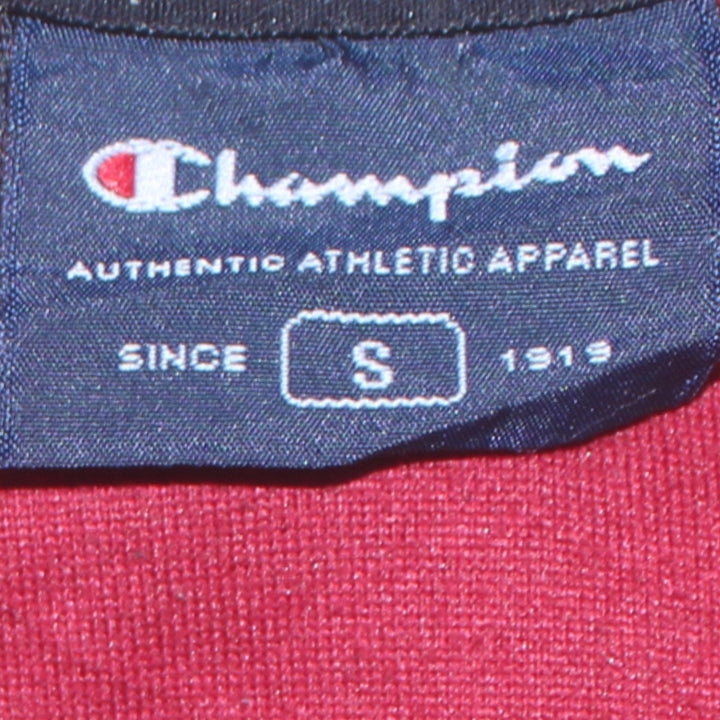 Champion
AUTHENTIC ATHLETIC APPAREL
SINCE S 1919